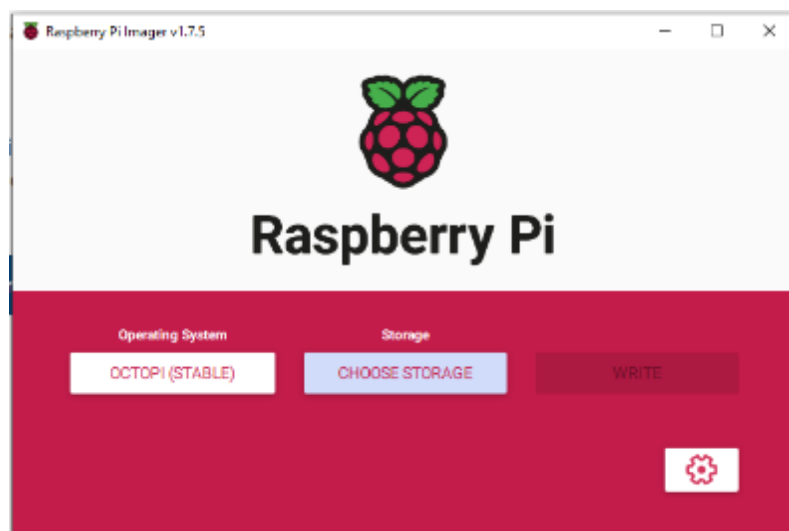 Raspberry Pi Imager v1.7.5
Raspberry Pi
Operating System Storage
OCTOPI (STABLE) CHOOSE STORAGE WRITE